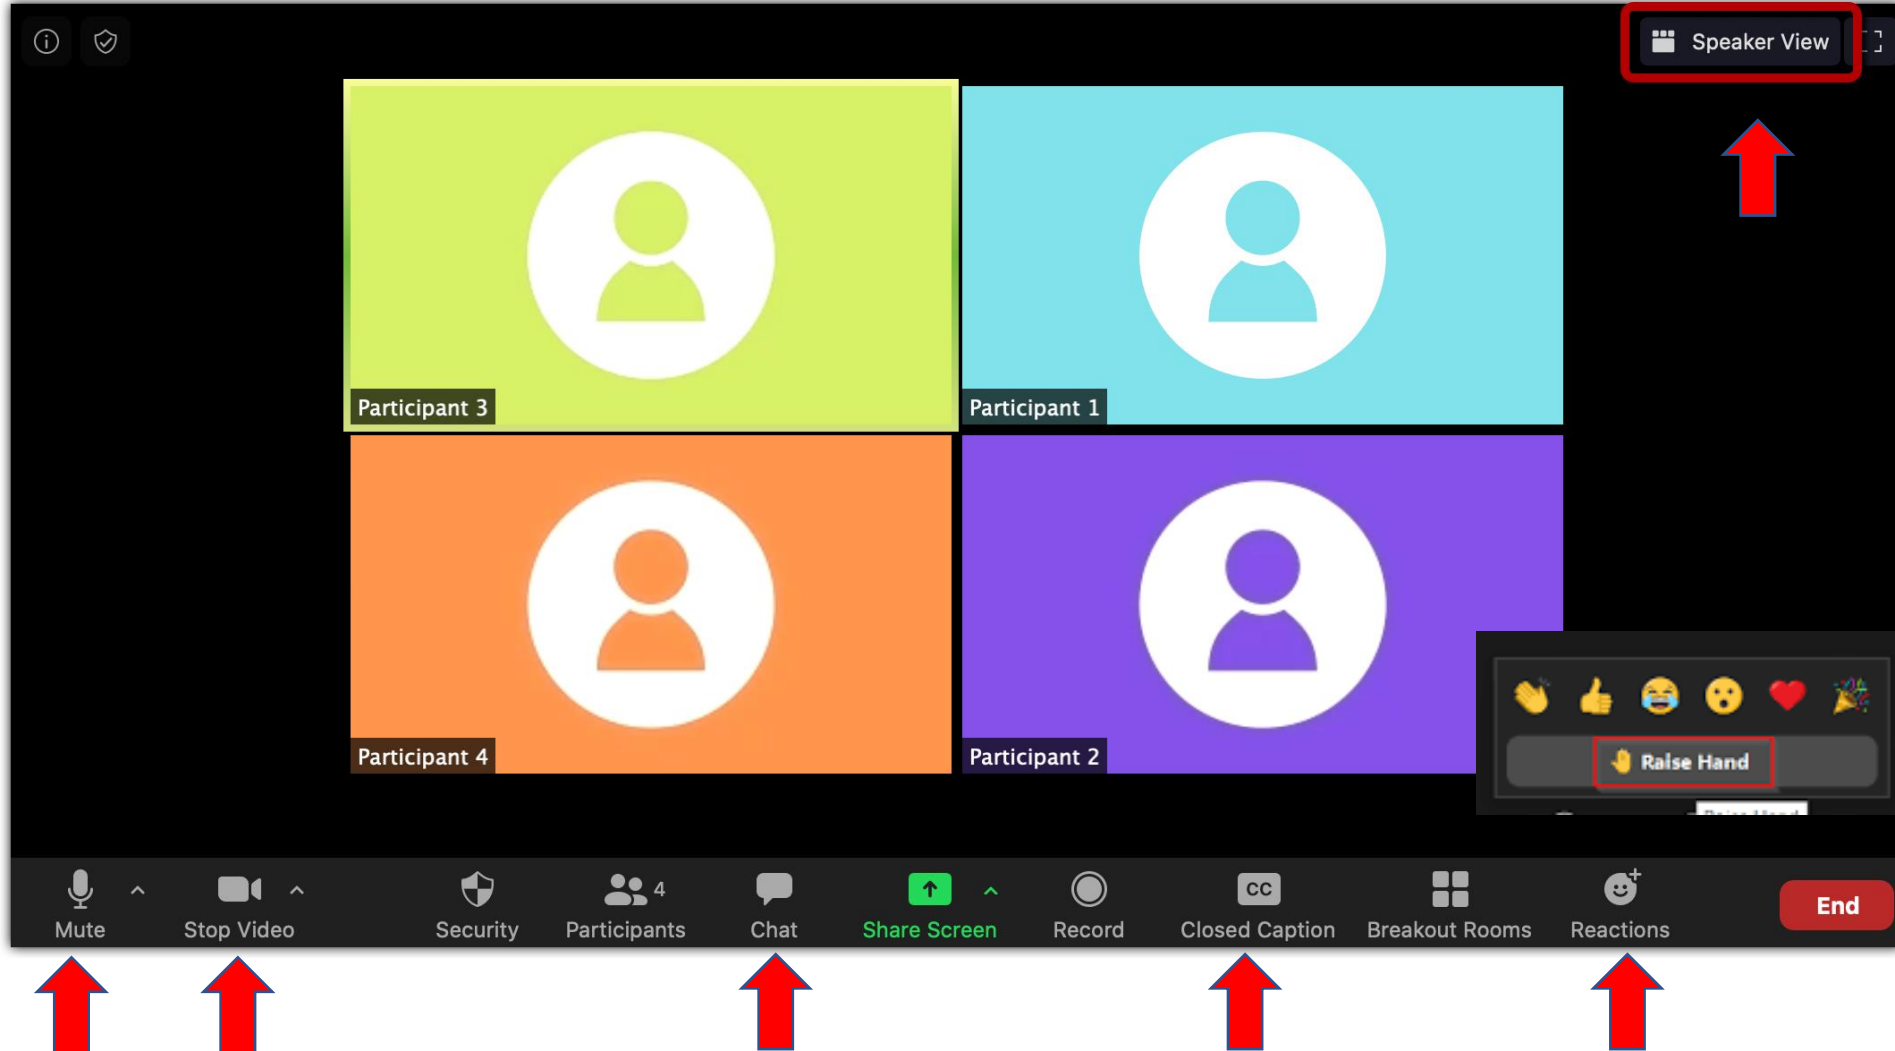 Speaker View
Participant 3
Participant 1
Participant 4
Participant 2
Raise Hand
4
CC
Mute
Stop Video
Security
Participants
Chat
Share Screen
Record
Closed Caption
Breakout Rooms
Reactions
End